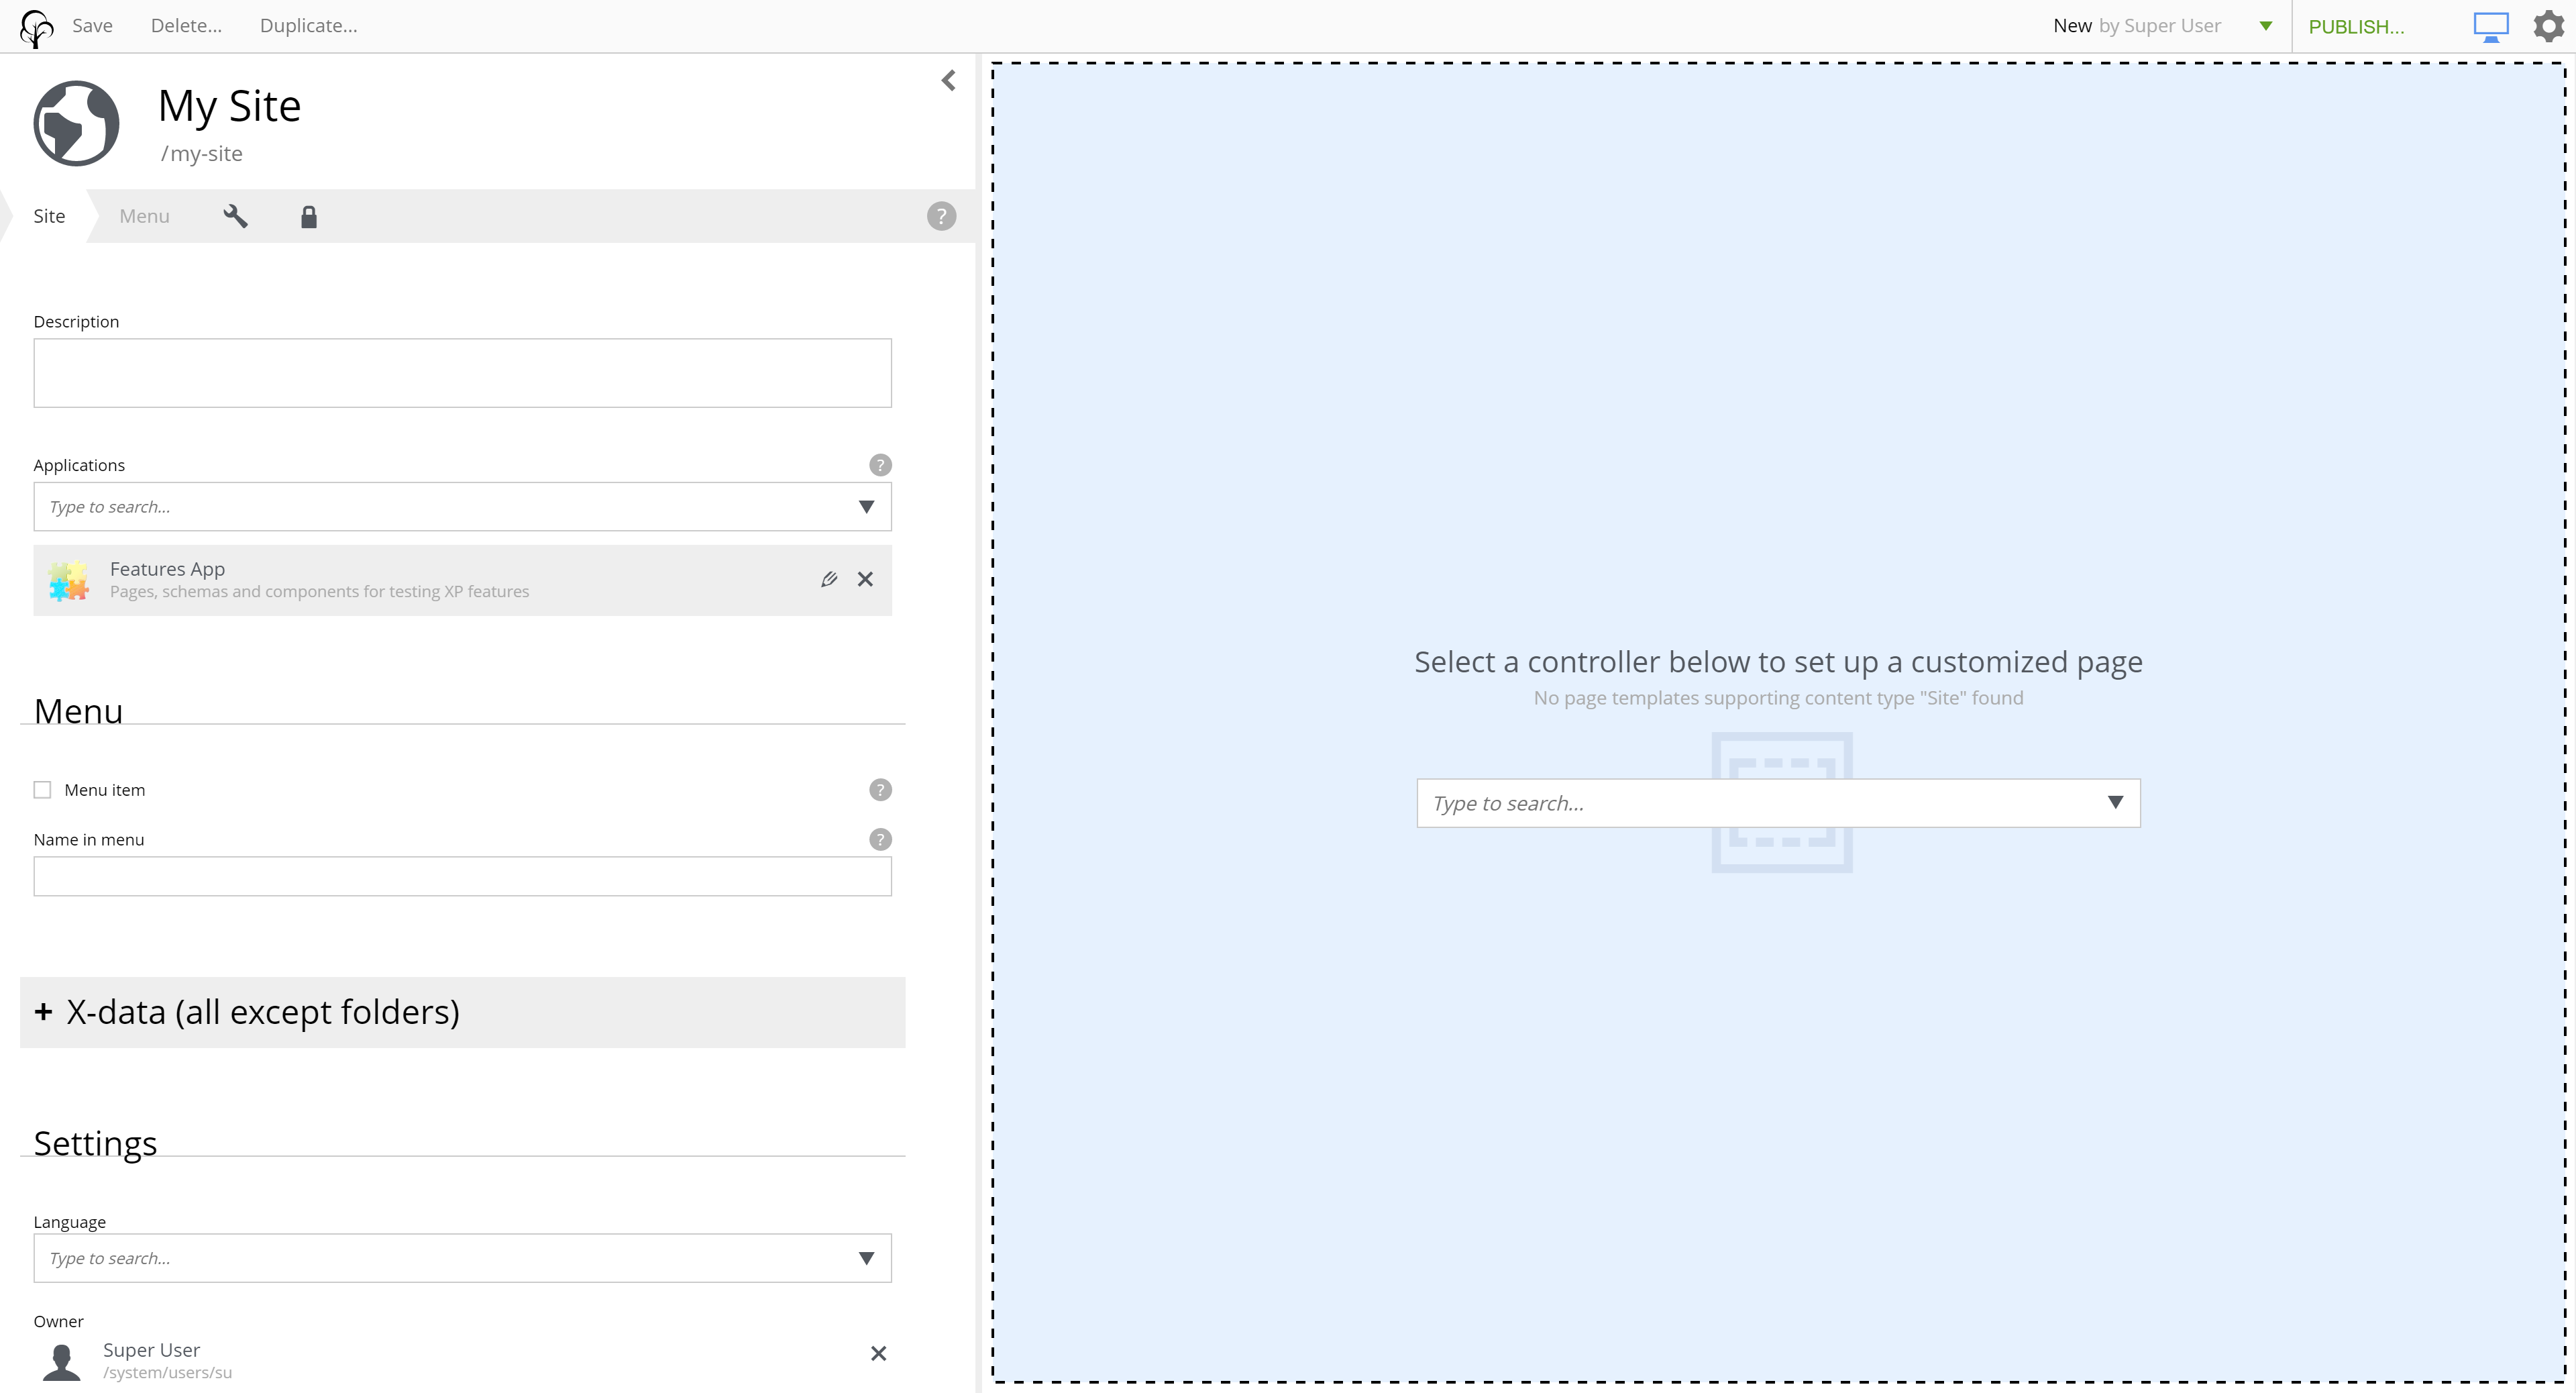 Save Delete... Duplicate... New by Super User PUBLISH...
My Site
/my-site
Site Menu ?
Description
Applications ?
Type to search...
Features App
Pages, schemas and components for testing XP features
Menu
Menu item ?
Name in menu ?
+ X-data (all except folders)
Settings
Language
Type to search...
Owner
Super User
/system/users/su
Select a controller below to set up a customized page
No page templates supporting content type "Site" found
Type to search...